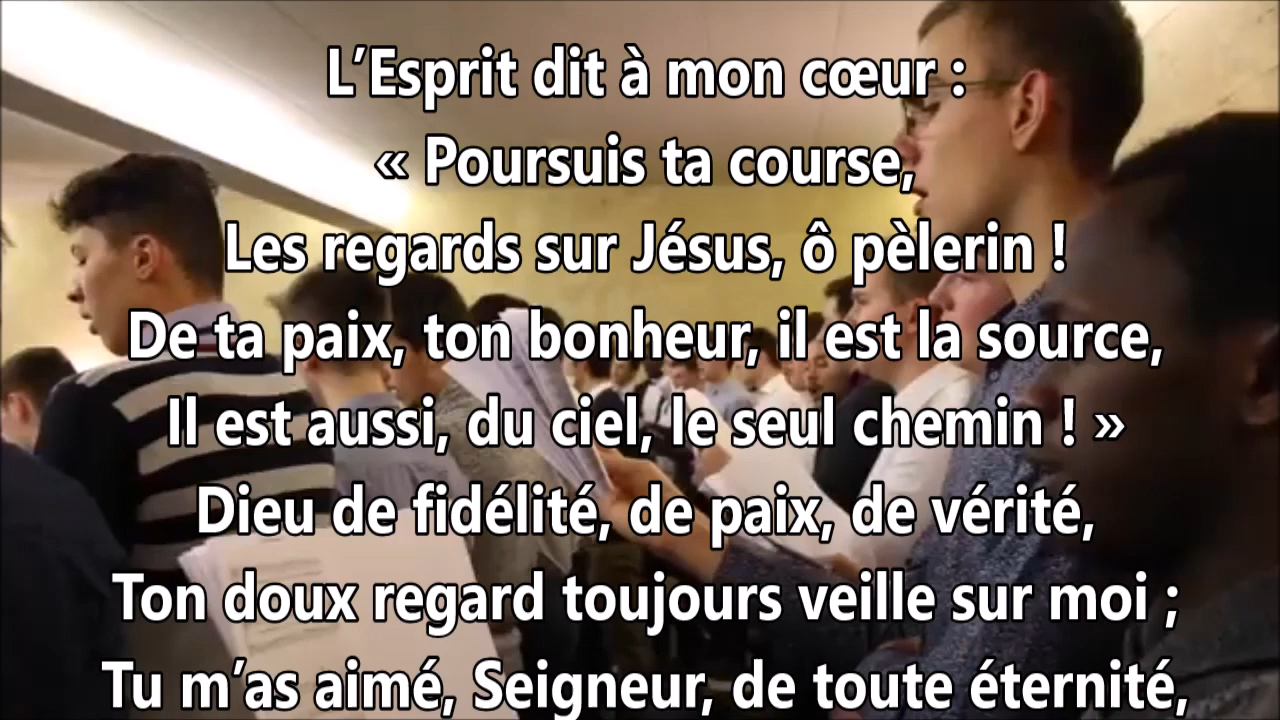 L’Esprit dit à mon cœur :
« Poursuis ta course,
Les regards sur Jésus, ô pèlerin !
De ta paix, ton bonheur, il est la source,
Il est aussi, du ciel, le seul chemin ! »
Dieu de fidélité, de paix, de vérité,
Ton doux regard toujours veille sur moi ;
Tu m’as aimé, Seigneur, de toute éternité,